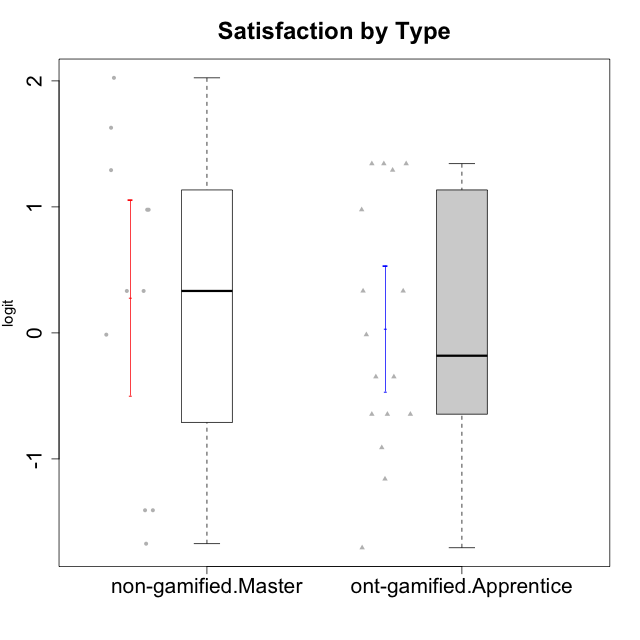 Satisfaction by Type
logit
2
1
0
-1
non-gamified.Master
ont-gamified.Apprentice